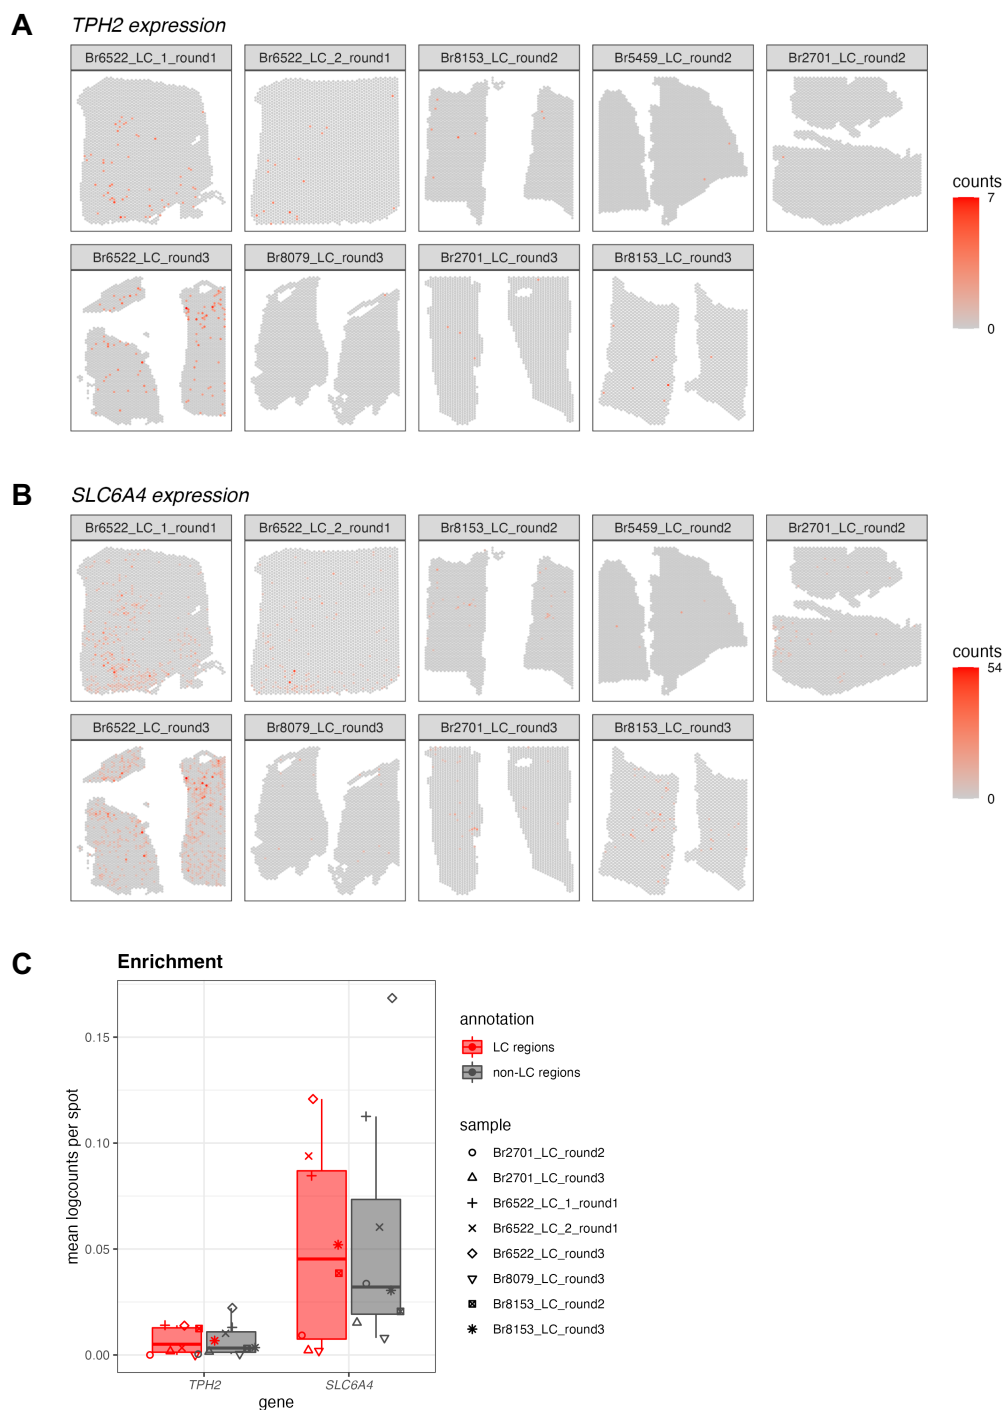 A
TPH2 expression
Br6522_LC_1_round1 Br6522_LC_2_round1 Br8153_LC_round2 Br5459_LC_round2 Br2701_LC_round2
Br6522_LC_round3 Br8079_LC_round3 Br2701_LC_round3 Br8153_LC_round3
counts
7
0
B
SLC6A4 expression
Br6522_LC_1_round1 Br6522_LC_2_round1 Br8153_LC_round2 Br5459_LC_round2 Br2701_LC_round2
Br6522_LC_round3 Br8079_LC_round3 Br2701_LC_round3 Br8153_LC_round3
counts
54
0
C
Enrichment
mean logcounts per spot
0.15
0.10
0.05
0.00
TPH2 SLC6A4
gene
annotation
LC regions
non-LC regions
sample
Br2701_LC_round2
Br2701_LC_round3
Br6522_LC_1_round1
Br6522_LC_2_round1
Br6522_LC_round3
Br8079_LC_round3
Br8153_LC_round2
Br8153_LC_round3